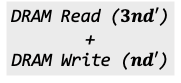 DRAM Read (3nd')
+
DRAM Write (nd')